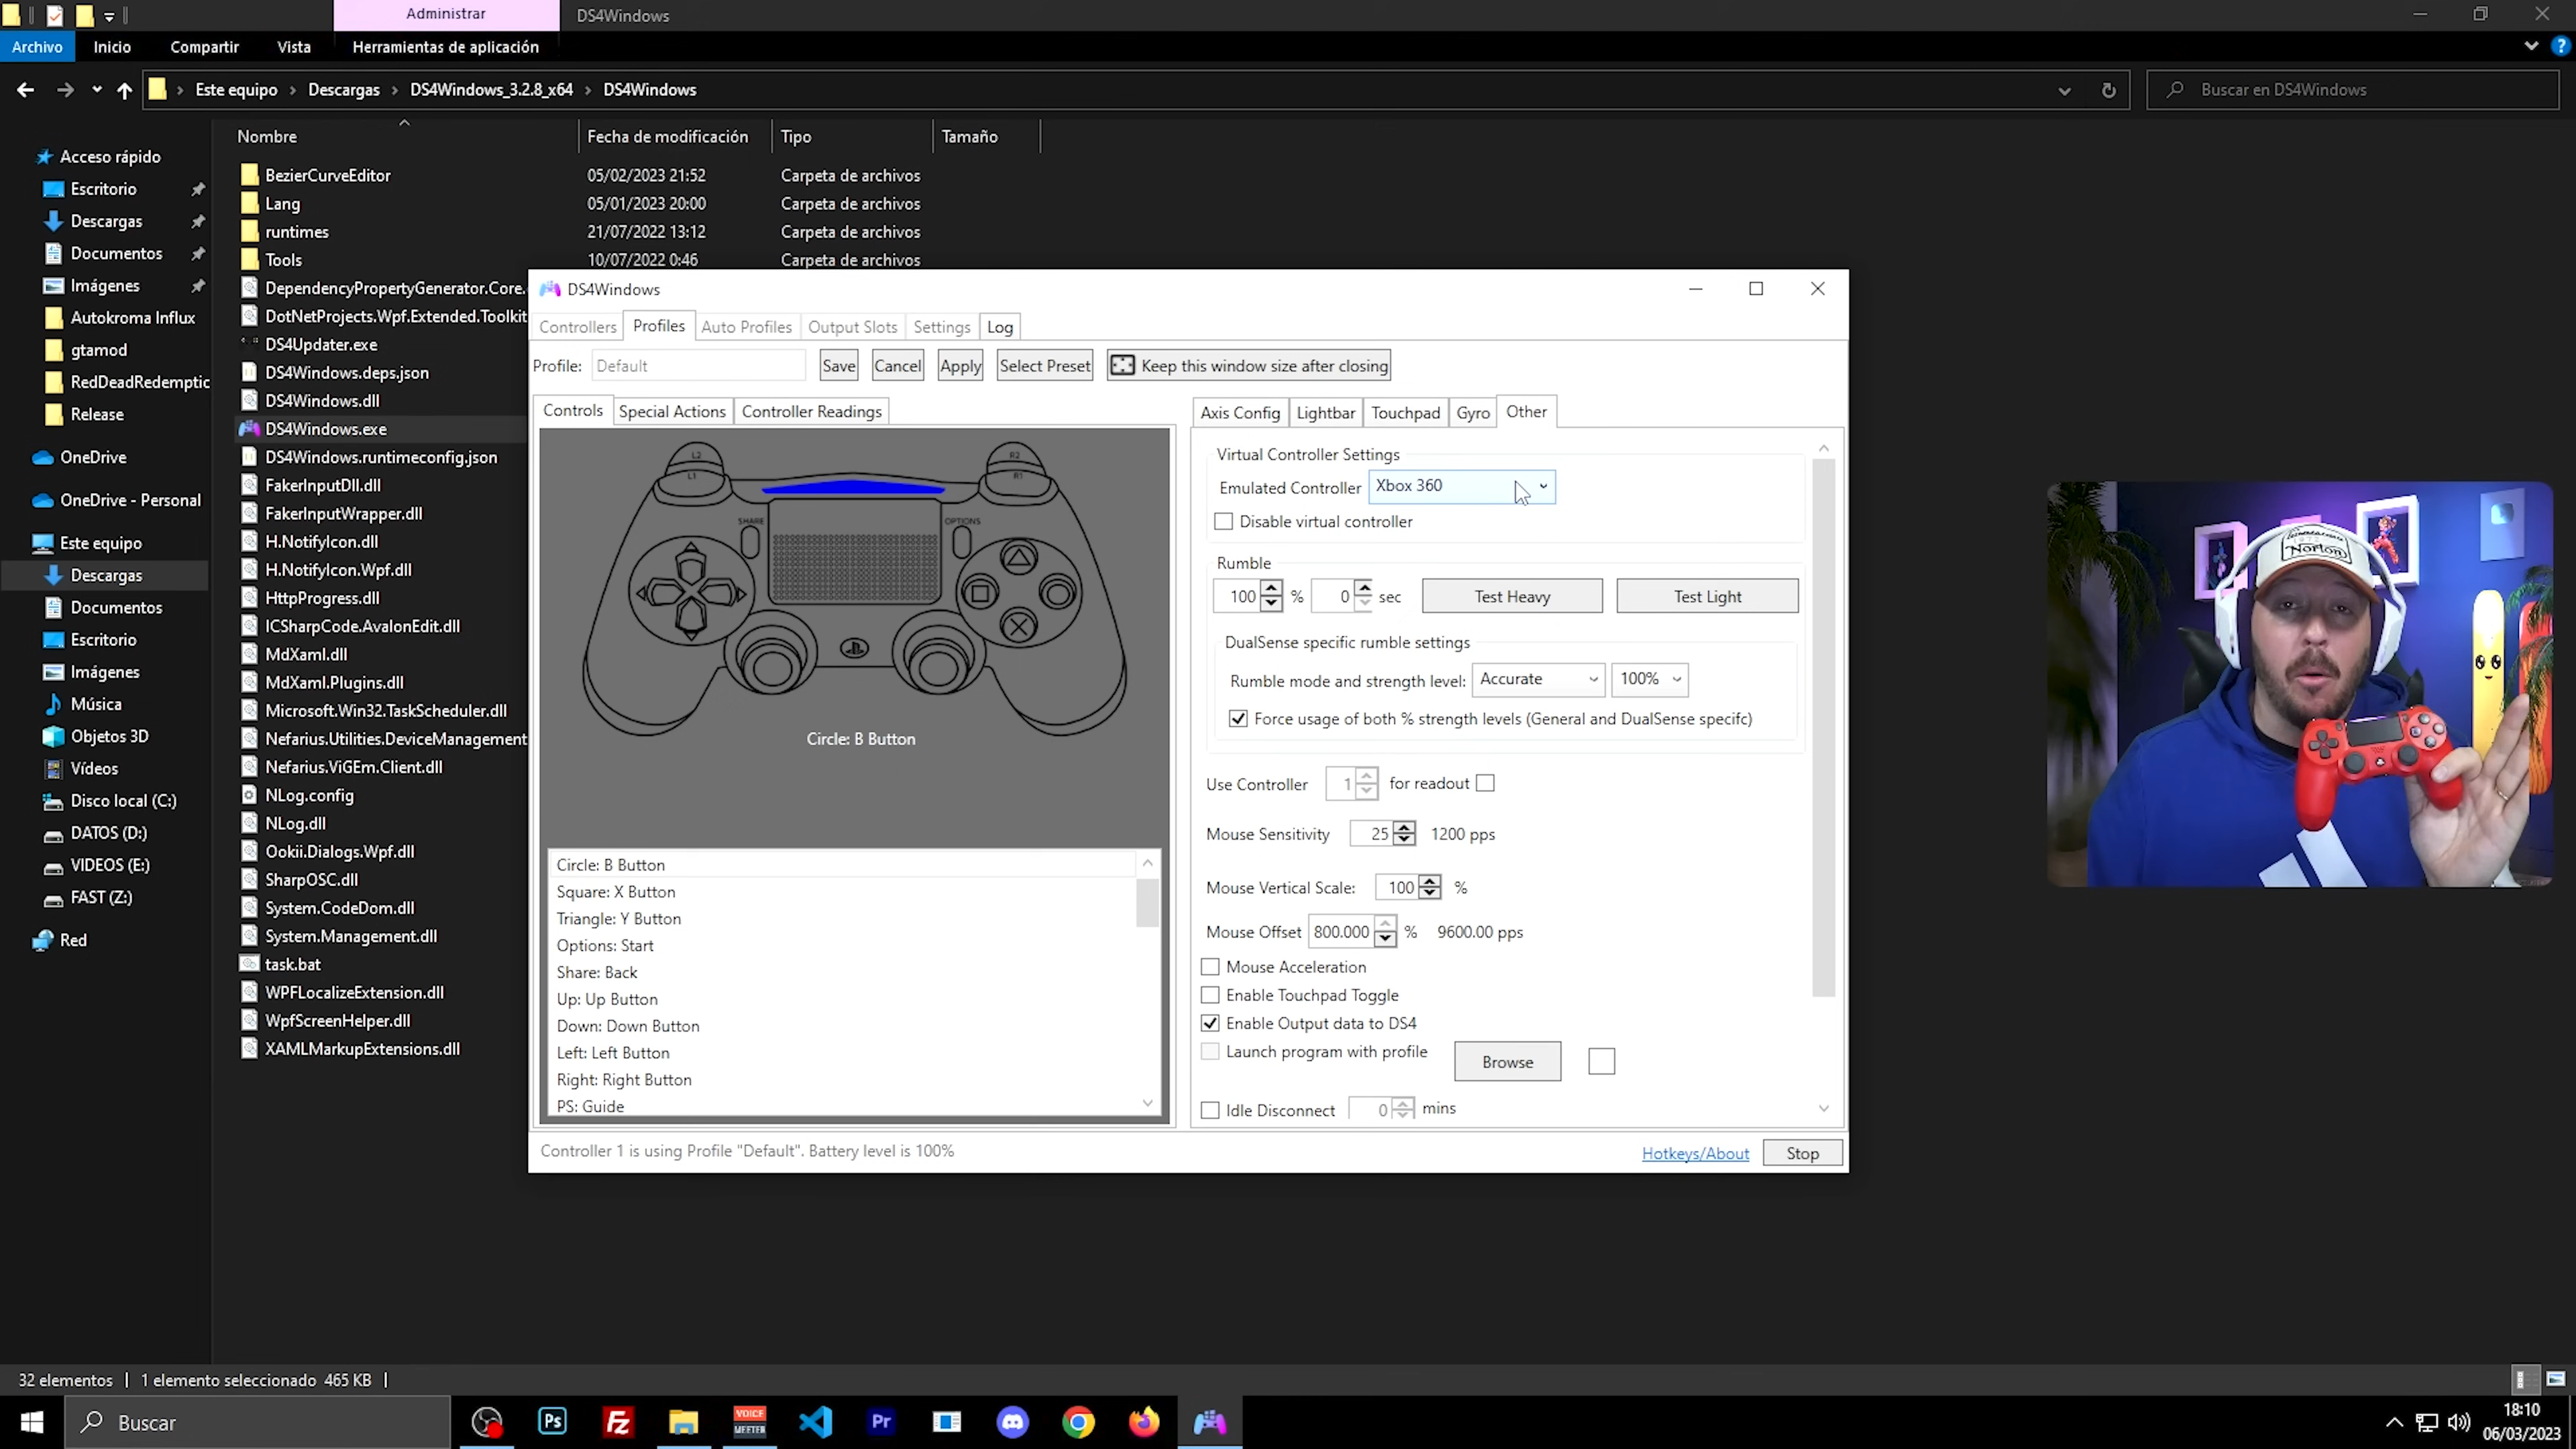 Administrar
DS4Windows
Archivo
Inicio
Compartir
Vista
Herramientas de aplicación
Este equipo > Descargas > DS4Windows_3.2.8_x64 > DS4Windows
Buscar en DS4Windows
Nombre
Fecha de modificación
Tipo
Tamaño
Acceso rápido
Escritorio
Descargas
Documentos
Imágenes
Autokroma Influx
gtamod
RedDeadRedemptic
Release
OneDrive
OneDrive - Personal
Este equipo
Descargas
Documentos
Escritorio
Imágenes
Música
Objetos 3D
Vídeos
Disco local (C:)
DATOS (D:)
VIDEOS (E:)
FAST (Z:)
Red
BezierCurveEditor 05/02/2023 21:52 Carpeta de archivos
Lang 05/01/2023 20:00 Carpeta de archivos
runtimes 21/07/2022 13:12 Carpeta de archivos
Tools 10/07/2022 0:46 Carpeta de archivos
DependencyPropertyGenerator.Core.
DotNetProjects.Wpf.Extended.Toolkit
DS4Updater.exe
DS4Windows.deps.json
DS4Windows.dll
DS4Windows.exe
DS4Windows.runtimeconfig.json
FakerInputDll.dll
FakerInputWrapper.dll
H.NotifyIcon.dll
H.NotifyIcon.Wpf.dll
HttpProgress.dll
ICSharpCode.AvalonEdit.dll
MdXaml.dll
MdXaml.Plugins.dll
Microsoft.Win32.TaskScheduler.dll
Nefarius.Utilities.DeviceManagement
Nefarius.ViGEm.Client.dll
NLog.config
NLog.dll
Ookii.Dialogs.Wpf.dll
SharpOSC.dll
System.CodeDom.dll
System.Management.dll
task.bat
WPFLocalizeExtension.dll
WpfScreenHelper.dll
XAMLMarkupExtensions.dll
DS4Windows
Controllers
Profiles
Auto Profiles
Output Slots
Settings
Log
Profile: Default
Save
Cancel
Apply
Select Preset
Keep this window size after closing
Controls
Special Actions
Controller Readings
L2
L1
R2
R1
SHARE
OPTIONS
Circle: B Button
Circle: B Button
Square: X Button
Triangle: Y Button
Options: Start
Share: Back
Up: Up Button
Down: Down Button
Left: Left Button
Right: Right Button
PS: Guide
Axis Config
Lightbar
Touchpad
Gyro
Other
Virtual Controller Settings
Emulated Controller Xbox 360
Disable virtual controller
Rumble
100 % 0 sec Test Heavy Test Light
DualSense specific rumble settings
Rumble mode and strength level: Accurate 100%
Force usage of both % strength levels (General and DualSense specifc)
Use Controller 1 for readout
Mouse Sensitivity 25 1200 pps
Mouse Vertical Scale: 100 %
Mouse Offset 800.000 % 9600.00 pps
Mouse Acceleration
Enable Touchpad Toggle
Enable Output data to DS4
Launch program with profile Browse
Idle Disconnect 0 mins
Controller 1 is using Profile "Default". Battery level is 100%
Hotkeys/About
Stop
Norton
32 elementos
1 elemento seleccionado 465 KB
Buscar
Ps
Fz
VOICE
MEETER
Pr
18:10
06/03/2023